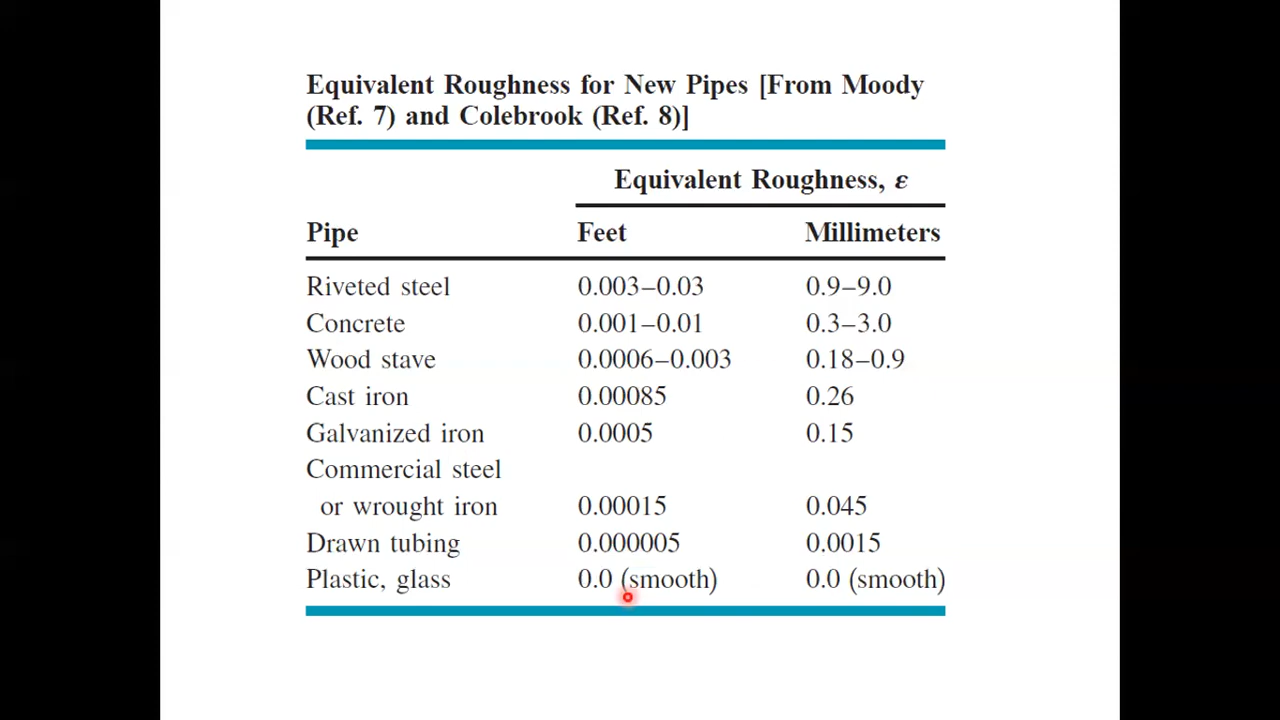 Equivalent Roughness for New Pipes [From Moody
(Ref. 7) and Colebrook (Ref. 8)]
Equivalent Roughness, ε
Pipe Feet Millimeters
Riveted steel 0.003–0.03 0.9–9.0
Concrete 0.001–0.01 0.3–3.0
Wood stave 0.0006–0.003 0.18–0.9
Cast iron 0.00085 0.26
Galvanized iron 0.0005 0.15
Commercial steel
or wrought iron 0.00015 0.045
Drawn tubing 0.000005 0.0015
Plastic, glass 0.0 (smooth) 0.0 (smooth)